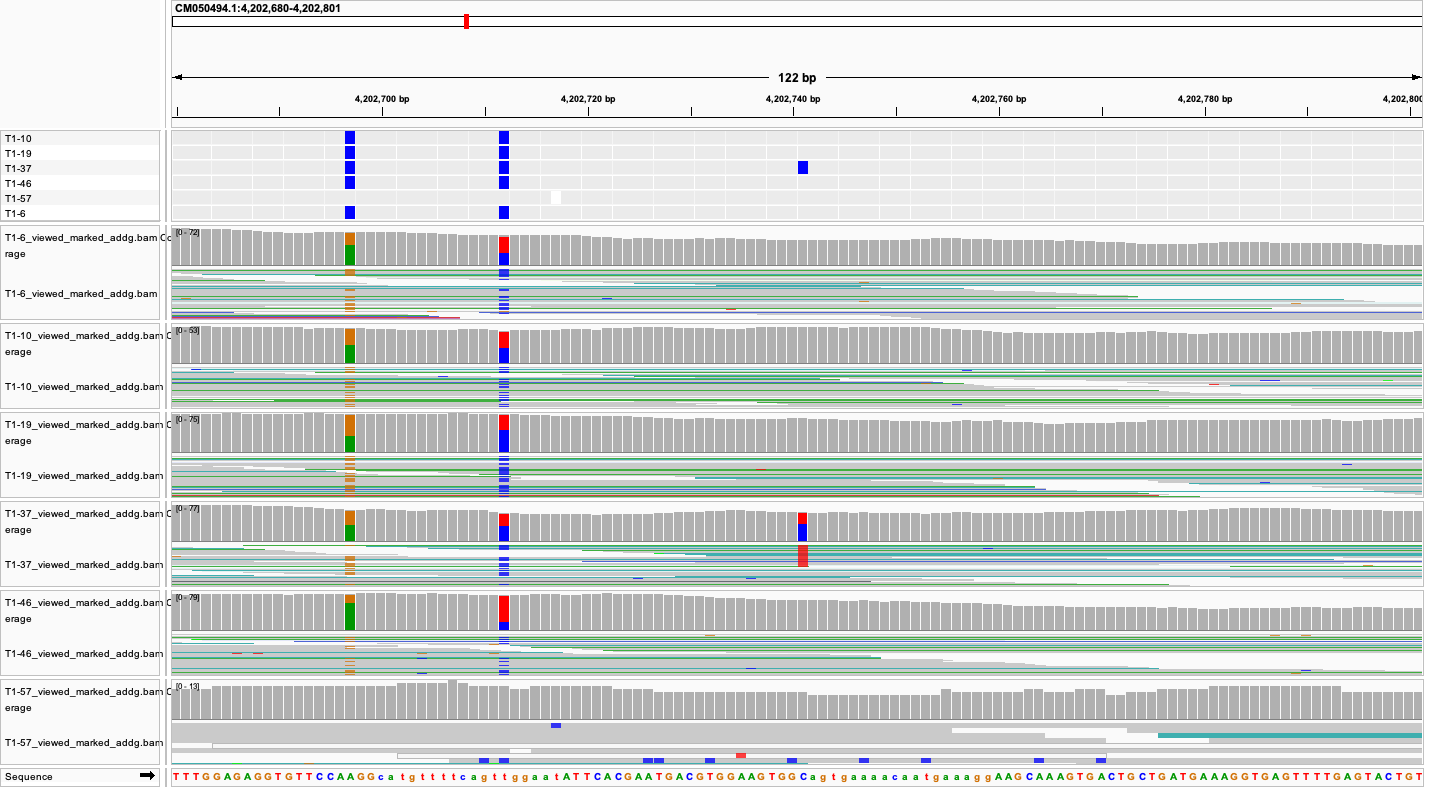 CM050494.1:4,202,680-4,202,801
122 bp
4,202,700 bp 4,202,720 bp 4,202,740 bp 4,202,760 bp 4,202,780 bp 4,202,800
T1-10
T1-19
T1-37
T1-46
T1-57
T1-6
T1-6_viewed_marked_addg.bam Co [0 - 72]
rage
T1-6_viewed_marked_addg.bam
T1-10_viewed_marked_addg.bam C [0 - 53]
erage
T1-10_viewed_marked_addg.bam
T1-19_viewed_marked_addg.bam C [0 - 75]
erage
T1-19_viewed_marked_addg.bam
T1-37_viewed_marked_addg.bam C [0 - 77]
erage
T1-37_viewed_marked_addg.bam
T1-46_viewed_marked_addg.bam C [0 - 79]
erage
T1-46_viewed_marked_addg.bam
T1-57_viewed_marked_addg.bam C [0 - 13]
erage
T1-57_viewed_marked_addg.bam
Sequence T T T G G A G A G G T G T T C C A A G G c a t g t t t t c a g t t g g a a t A T T C A C G A A T G A C G T G G A A G T G G C a g t g a a a a c a a t g a a a g g A A G C A A A G T G A C T G C T G A T G A A A G G T G A G T T T T G A G T A C T G T